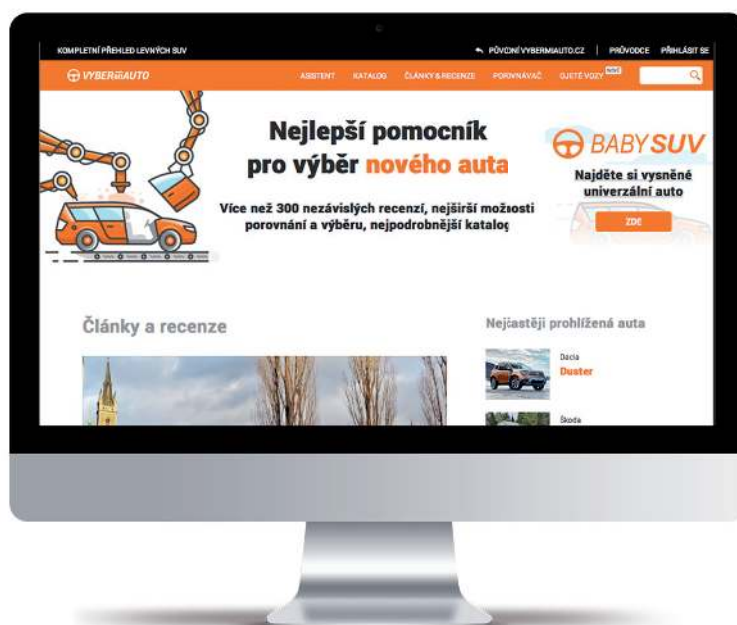 KOMPLETNÍ PŘEHLED LEVNÝCH SUV
PŮVODNÍ VYBERMIAUTO.CZ
PRŮVODCE
PŘIHLÁSIT SE
VYBERMIAUTO
ASISTENT
KATALOG
ČLÁNKY & RECENZE
POROVNÁVAČ
OJETÉ VOZY
NOVÉ
Nejlepší pomocník
pro výběr nového auta
Více než 300 nezávislých recenzí, nejširší možnosti
porovnání a výběru, nejpodrobnější katalog
BABYSUV
Najděte si vysněné
univerzální auto
ZDE
Články a recenze
Nejčastěji prohlížená auta
Dacia
Duster
Škoda